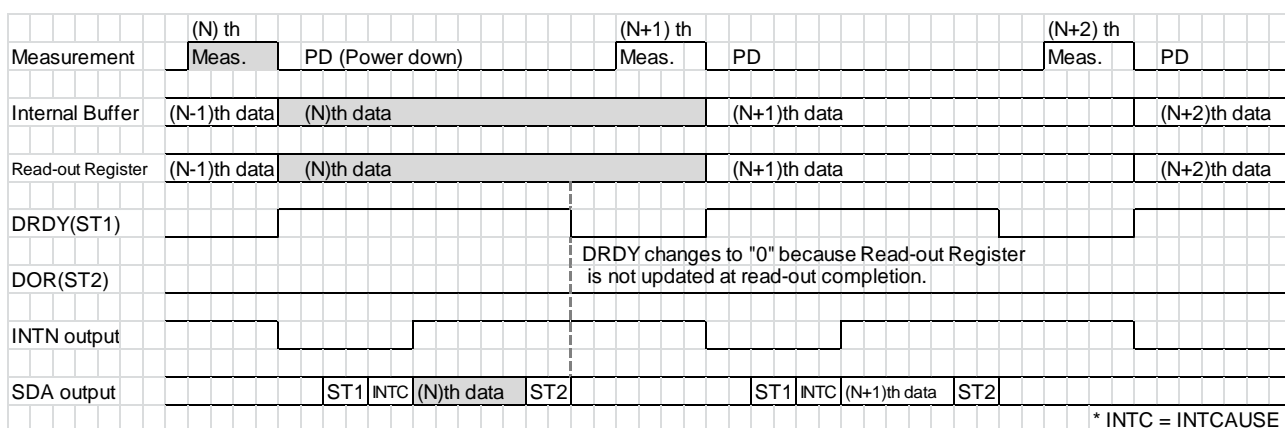 (N) th (N+1) th (N+2) th
Measurement Meas. PD (Power down) Meas. PD Meas. PD
Internal Buffer (N-1)th data (N)th data (N+1)th data (N+2)th data
Read-out Register (N-1)th data (N)th data (N+1)th data (N+2)th data
DRDY(ST1)
DRDY changes to "0" because Read-out Register
is not updated at read-out completion.
DOR(ST2)
INTN output
SDA output ST1 INTC (N)th data ST2 ST1 INTC (N+1)th data ST2
* INTC = INTCAUSE